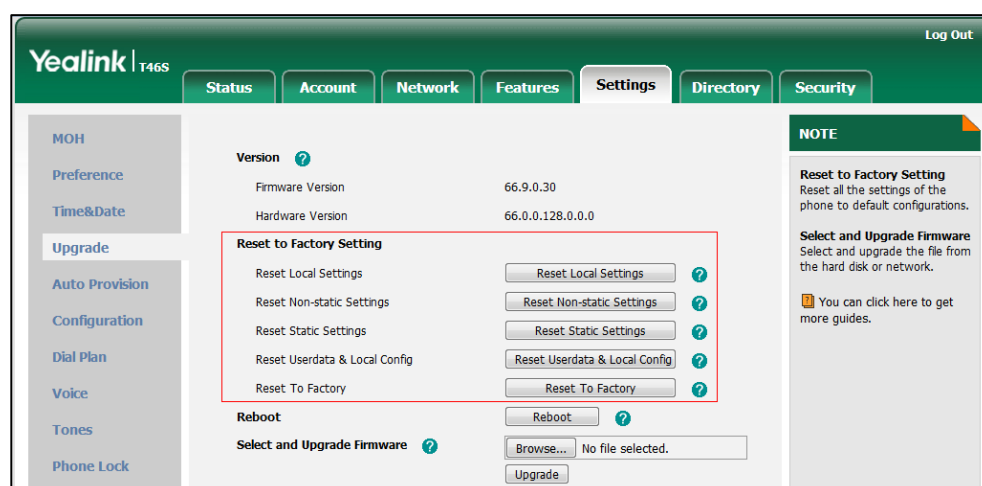 Log Out
Yealink | T46S
Status Account Network Features Settings Directory Security
MOH
Preference
Time&Date
Upgrade
Auto Provision
Configuration
Dial Plan
Voice
Tones
Phone Lock
Version ?
Firmware Version 66.9.0.30
Hardware Version 66.0.0.128.0.0.0
Reset to Factory Setting
Reset Local Settings Reset Local Settings ?
Reset Non-static Settings Reset Non-static Settings ?
Reset Static Settings Reset Static Settings ?
Reset Userdata & Local Config Reset Userdata & Local Config ?
Reset To Factory Reset To Factory ?
Reboot Reboot ?
Select and Upgrade Firmware ? Browse... No file selected.
Upgrade
NOTE
Reset to Factory Setting
Reset all the settings of the
phone to default configurations.
Select and Upgrade Firmware
Select and upgrade the file from
the hard disk or network.
You can click here to get
more guides.